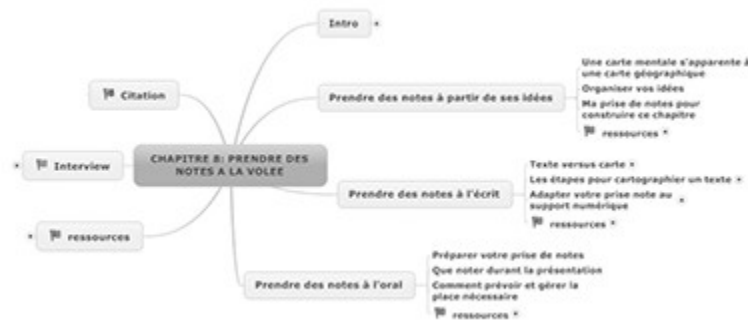 Intro
Citation
Interview
ressources
CHAPITRE 8: PRENDRE DES
NOTES A LA VOLEE
Prendre des notes à partir de ses idées
Une carte mentale s'apparente à
une carte géographique
Organiser vos idées
Ma prise de notes pour
construire ce chapitre
ressources
Prendre des notes à l'écrit
Texte versus carte
Les étapes pour cartographier un texte
Adapter votre prise note au
support numérique
ressources
Prendre des notes à l'oral
Préparer votre prise de notes
Que noter durant la présentation
Comment prévoir et gérer la
place nécessaire
ressources